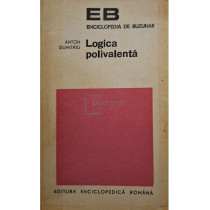 EB
ENCICLOPEDIA DE BUZUNAR
ANTON
DUMITRIU
Logica
polivalentă
EDITURA ENCICLOPEDICĂ ROMÂNĂ